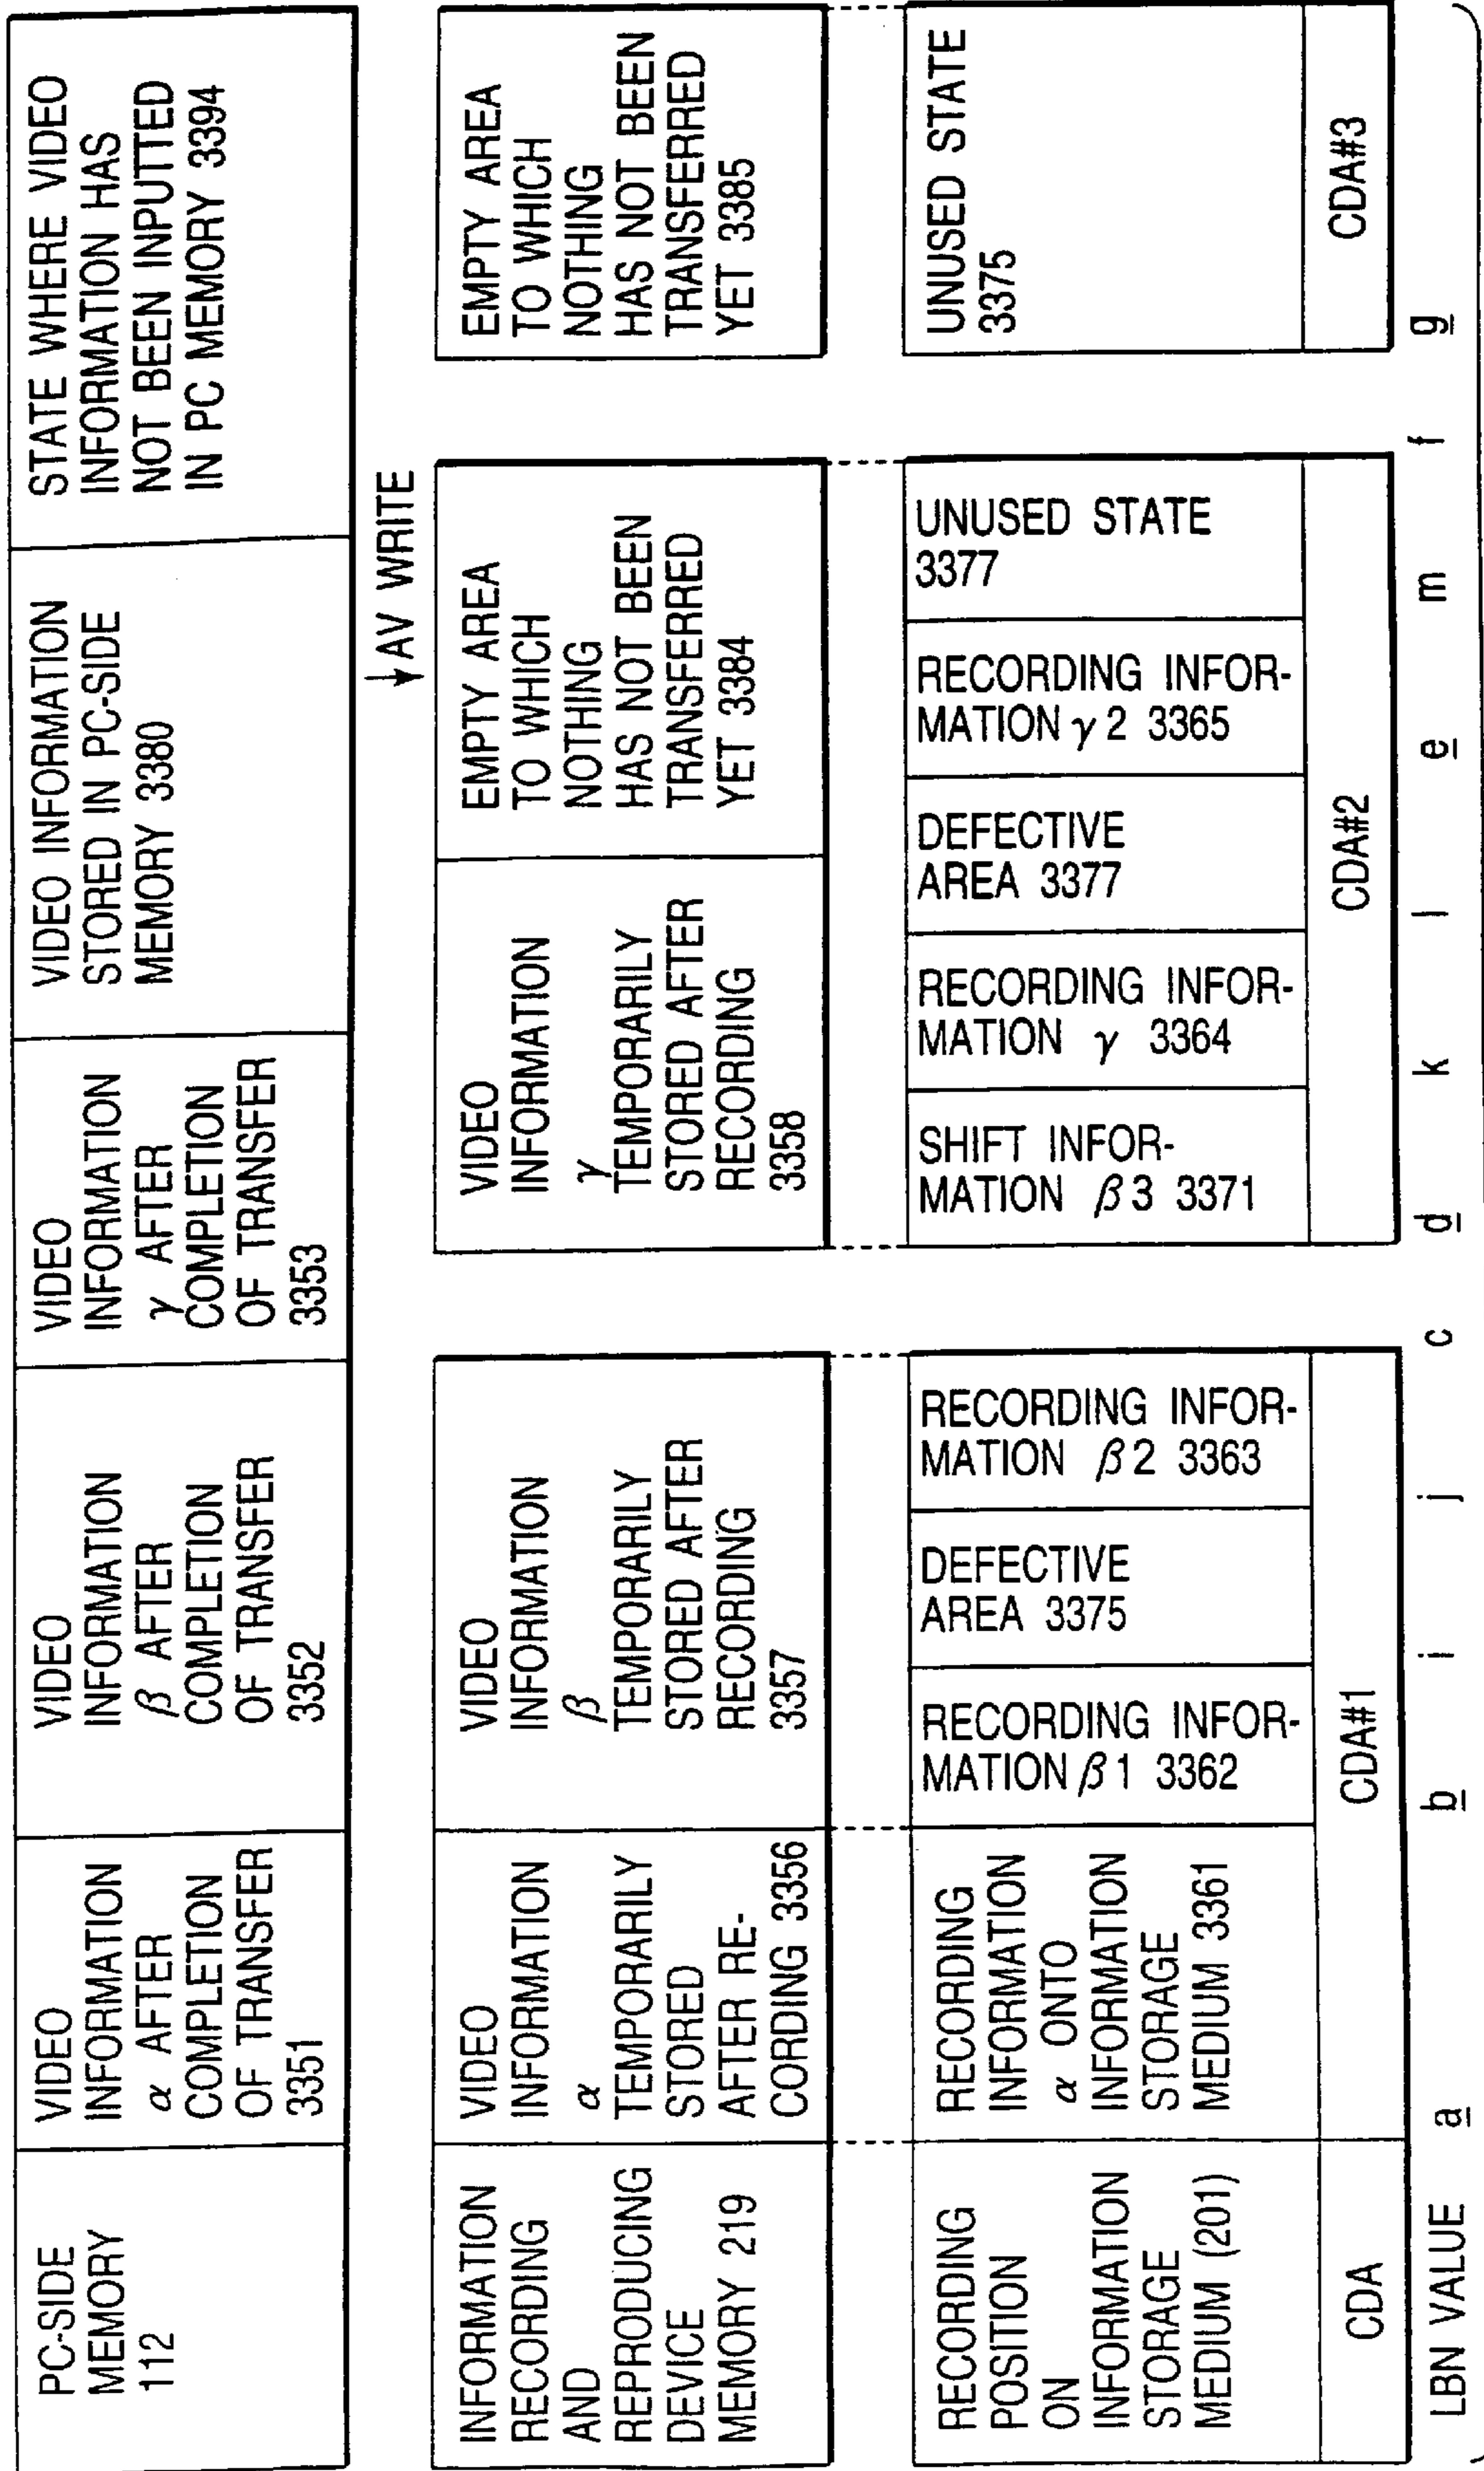 PC-SIDE
MEMORY
112
VIDEO
INFORMATION
α AFTER
COMPLETION
OF TRANSFER
3351
VIDEO
INFORMATION
β AFTER
COMPLETION
OF TRANSFER
3352
VIDEO
INFORMATION
γ AFTER
COMPLETION
OF TRANSFER
3353
VIDEO INFORMATION
STORED IN PC-SIDE
MEMORY 3380
STATE WHERE VIDEO
INFORMATION HAS
NOT BEEN INPUTTED
IN PC MEMORY 3394
↓ AV WRITE
INFORMATION
RECORDING
AND
REPRODUCING
DEVICE
MEMORY 219
VIDEO
INFORMATION
α
TEMPORARILY
STORED
AFTER RE-
CORDING 3356
VIDEO
INFORMATION
β
TEMPORARILY
STORED AFTER
RECORDING
3357
VIDEO
INFORMATION
γ
TEMPORARILY
STORED AFTER
RECORDING
3358
EMPTY AREA
TO WHICH
NOTHING
HAS NOT BEEN
TRANSFERRED
YET 3384
EMPTY AREA
TO WHICH
NOTHING
HAS NOT BEEN
TRANSFERRED
YET 3385
RECORDING
POSITION
ON
INFORMATION
STORAGE
MEDIUM (201)
RECORDING
INFORMATION
α ONTO
INFORMATION
STORAGE
MEDIUM 3361
RECORDING INFOR-
MATION β1 3362
DEFECTIVE
AREA 3375
RECORDING INFOR-
MATION β2 3363
SHIFT INFOR-
MATION β3 3371
RECORDING INFOR-
MATION γ 3364
DEFECTIVE
AREA 3377
RECORDING INFOR-
MATION γ2 3365
UNUSED STATE
3377
UNUSED STATE
3375
CDA
CDA#1
CDA#2
CDA#3
LBN VALUE a b i j c d k l e m f g